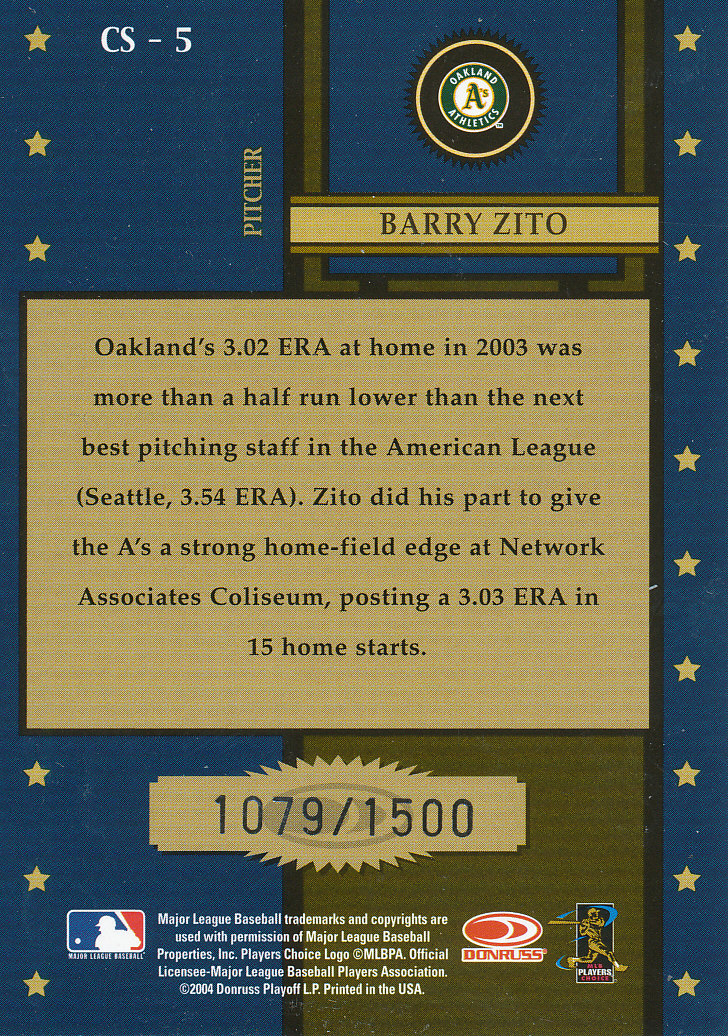 CS - 5
OAKLAND
A's
ATHLETICS
TM
PITCHER
BARRY ZITO
Oakland's 3.02 ERA at home in 2003 was
more than a half run lower than the next
best pitching staff in the American League
(Seattle, 3.54 ERA). Zito did his part to give
the A's a strong home-field edge at Network
Associates Coliseum, posting a 3.03 ERA in
15 home starts.
1079/1500
MAJOR LEAGUE BASEBALL
Major League Baseball trademarks and copyrights are
used with permission of Major League Baseball
Properties, Inc. Players Choice Logo ©MLBPA. Official
Licensee-Major League Baseball Players Association.
©2004 Donruss Playoff L.P. Printed in the USA.
DONRUSS
MLB
PLAYERS
CHOICE